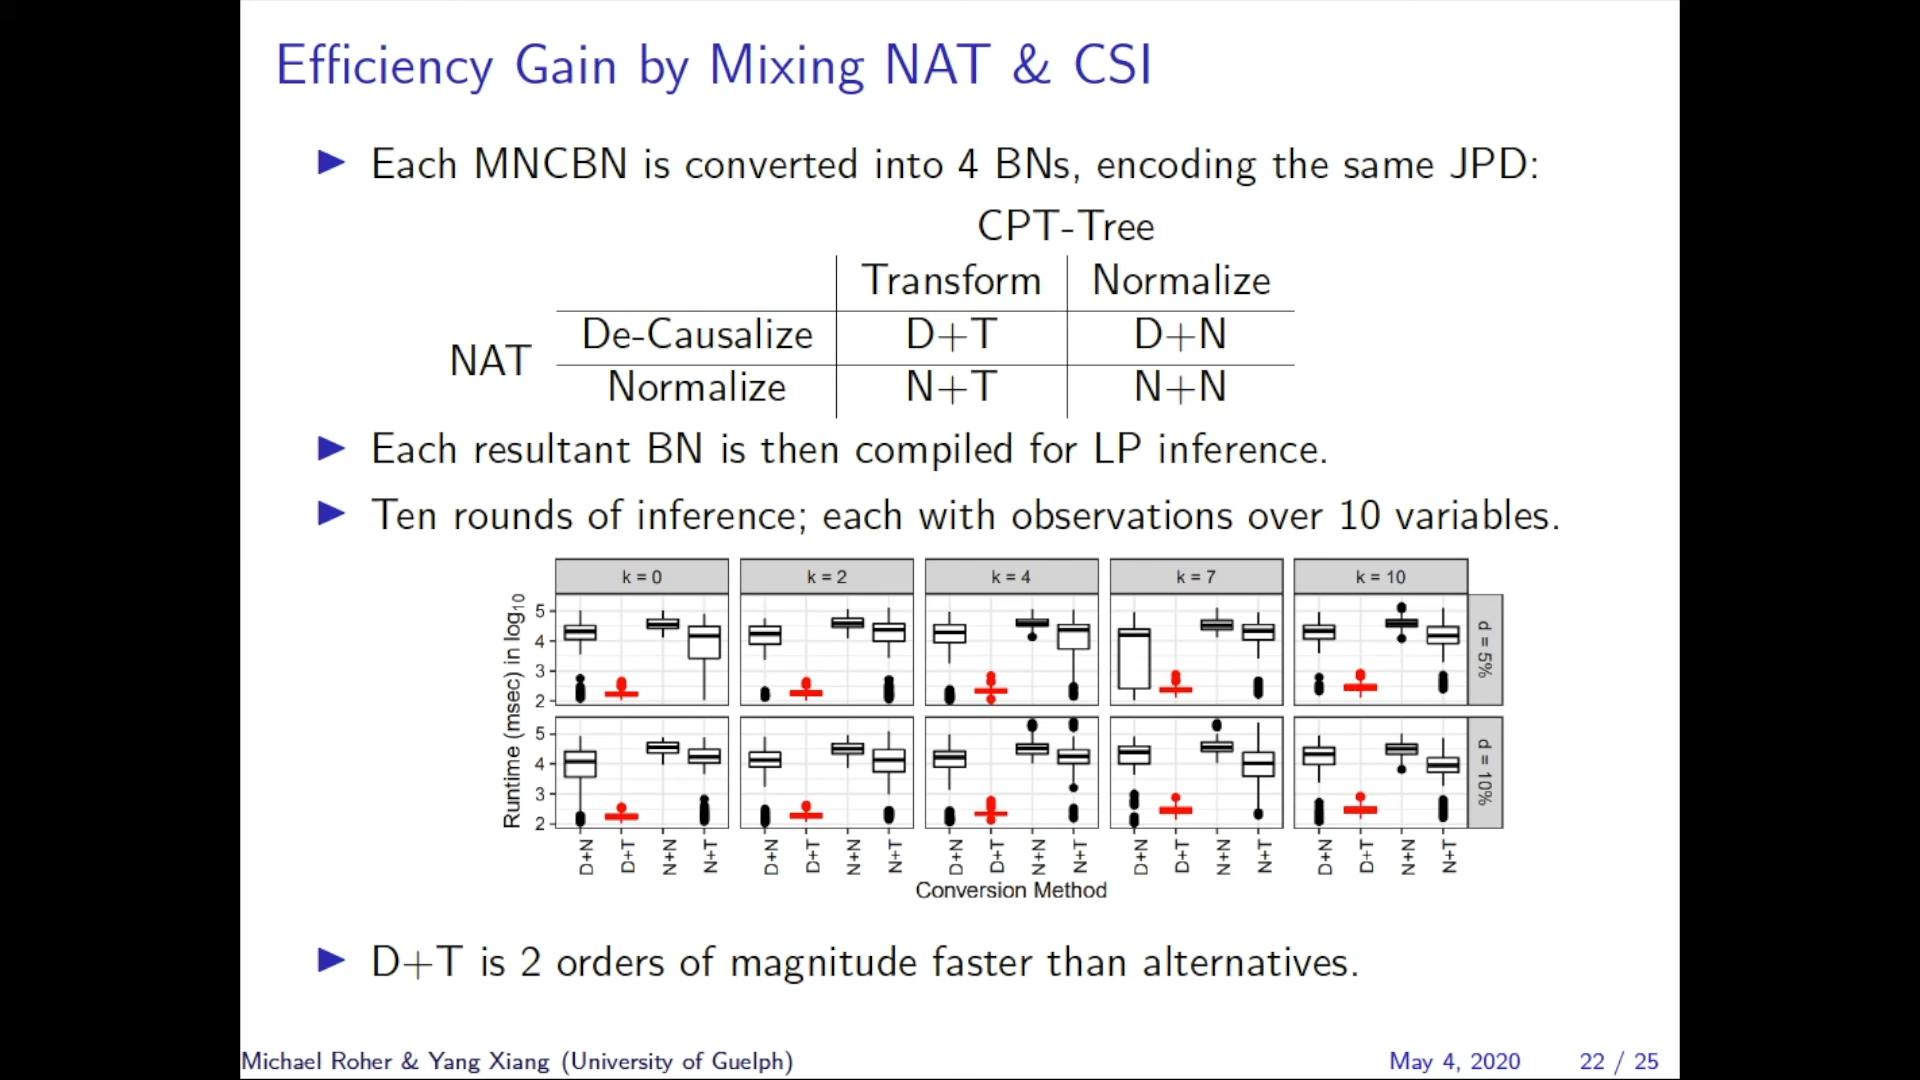 Efficiency Gain by Mixing NAT & CSI
Each MNCBN is converted into 4 BNs, encoding the same JPD:
CPT-Tree
Transform Normalize
NAT
De-Causalize D+T D+N
Normalize N+T N+N
Each resultant BN is then compiled for LP inference.
Ten rounds of inference; each with observations over 10 variables.
k = 0 k = 2 k = 4 k = 7 k = 10
Runtime (msec) in log10
5
4
3
2
d = 5%
5
4
3
2
d = 10%
D+N D+T N+N N+T D+N D+T N+N N+T D+N D+T N+N N+T D+N D+T N+N N+T D+N D+T N+N N+T
Conversion Method
D+T is 2 orders of magnitude faster than alternatives.
Michael Roher & Yang Xiang (University of Guelph) May 4, 2020 22 / 25